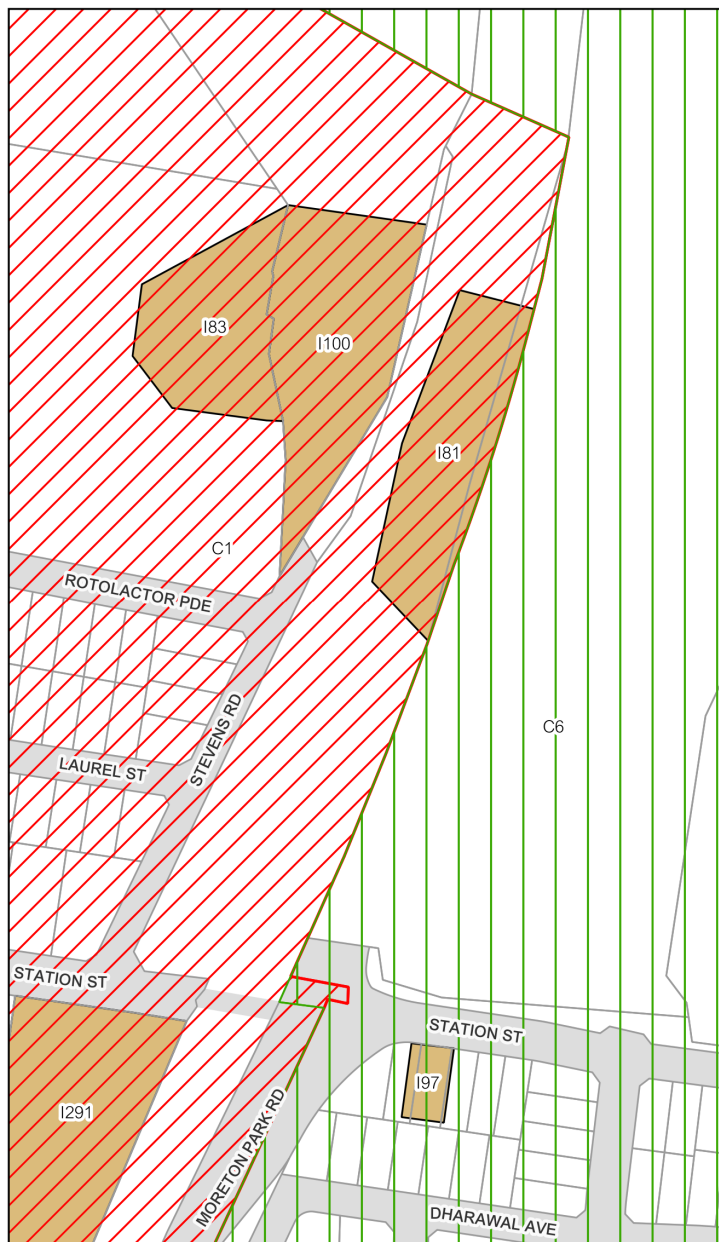 I83
I100
I81
C1
ROTOLACTOR PDE
STEVENS RD
C6
LAUREL ST
STATION ST
STATION ST
I97
I291
MORETON PARK RD
DHARAWAL AVE